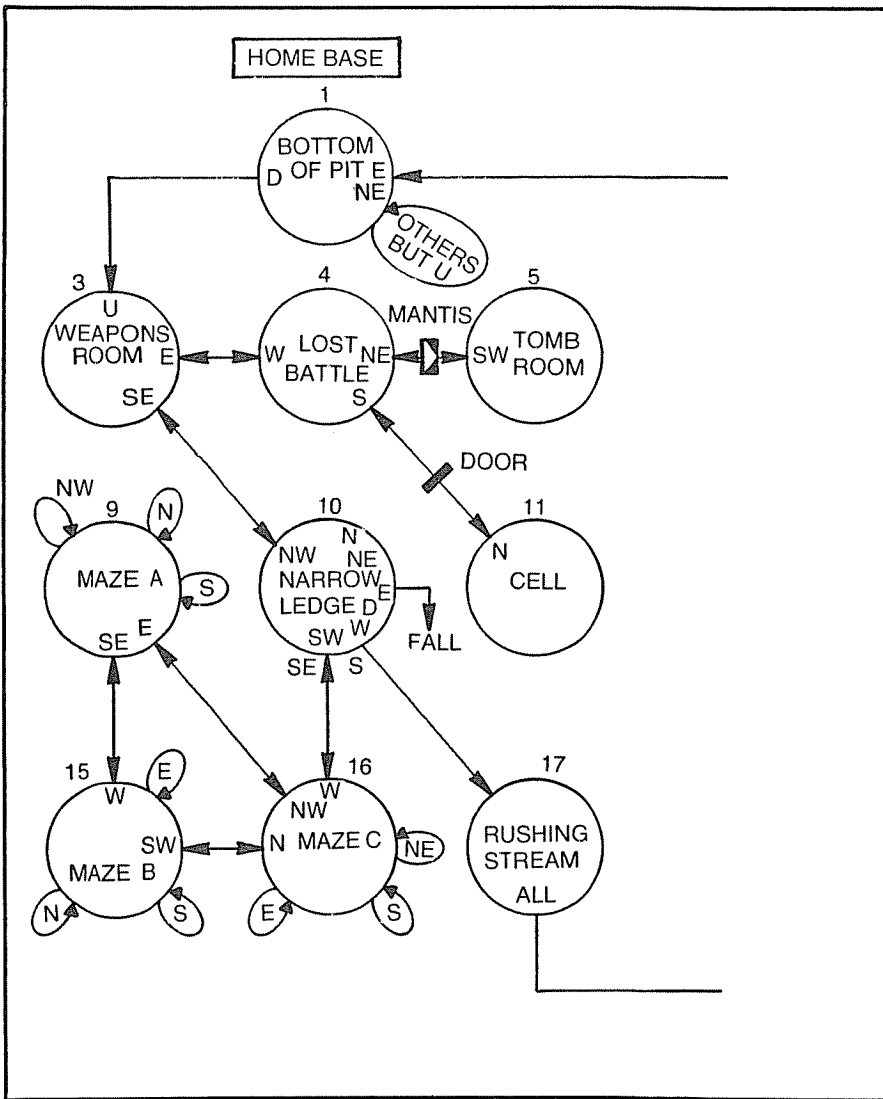 HOME BASE
1
BOTTOM
OF PIT E
D
NE
OTHERS
BUT U
3
U
WEAPONS
ROOM E
SE
4
W LOST NE
BATTLE
S
MANTIS
5
SW TOMB
ROOM
DOOR
NW
9
N
MAZE A
S
SE E
10
N
NW NE
NARROW
E
LEDGE D
SW W
SE S
FALL
11
N
CELL
15
E
W
SW
MAZE B
N
S
16
W
NW
N MAZE C
NE
E
S
17
RUSHING
STREAM
ALL